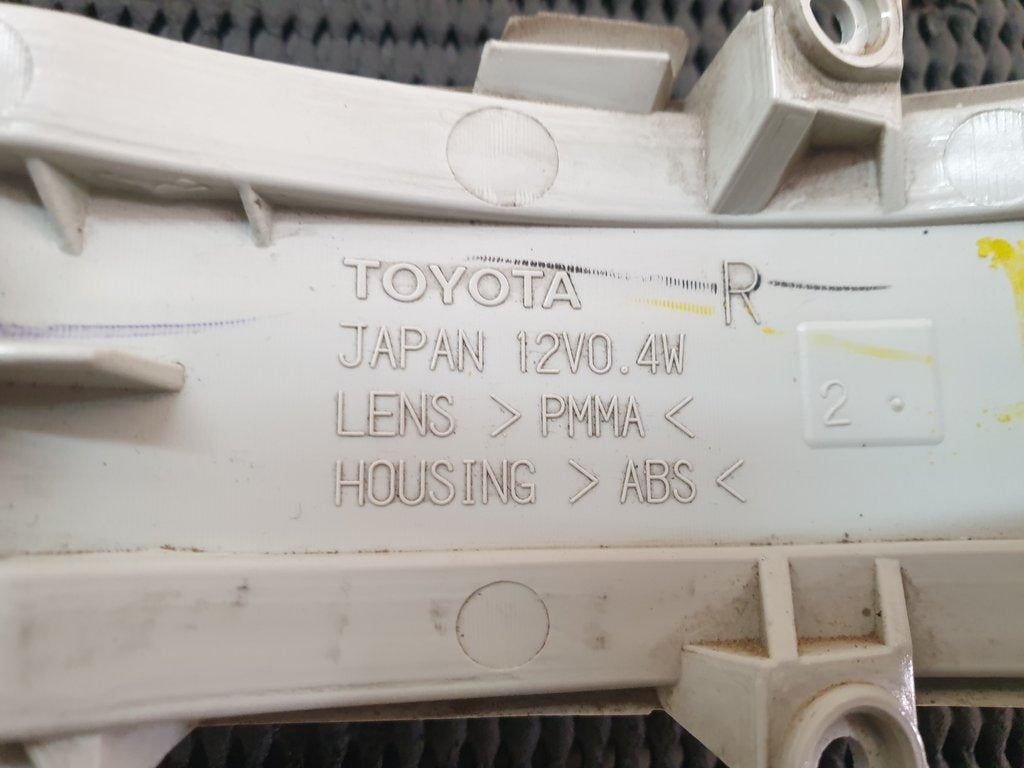 TOYOTA R
JAPAN 12V0.4W
LENS >PMMA<
HOUSING >ABS<
2